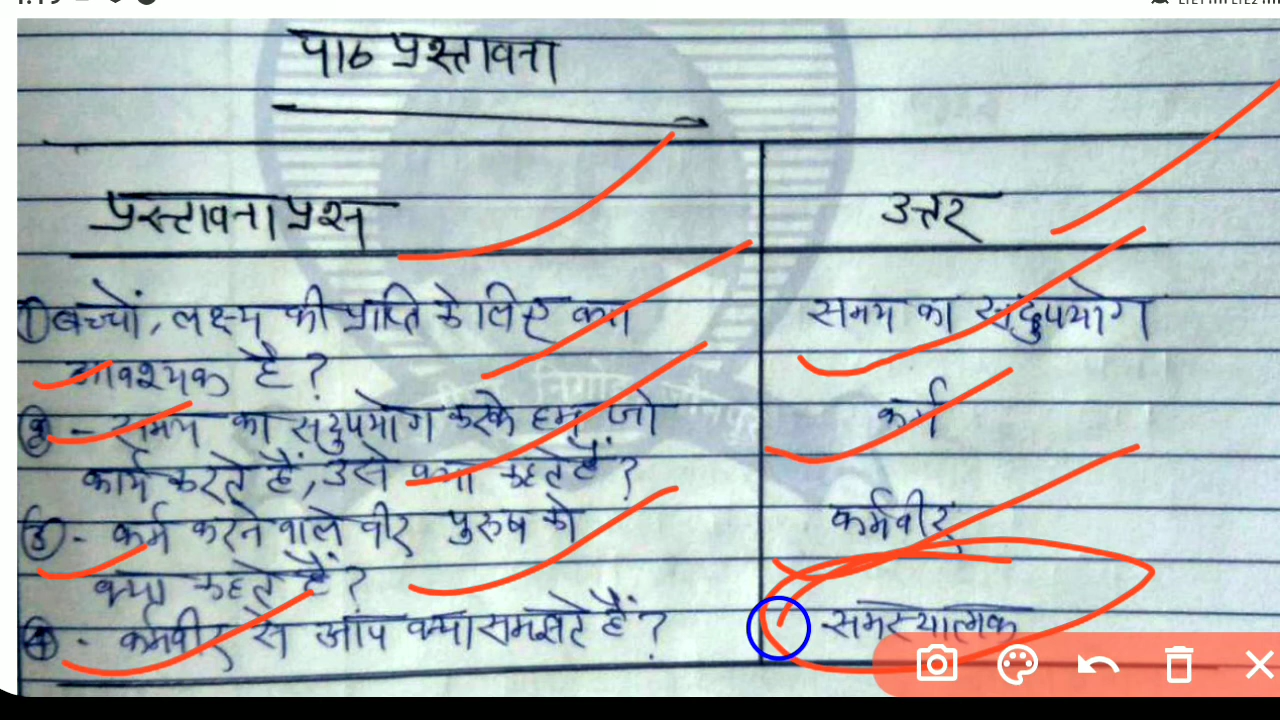 पाठ प्रस्तावना
प्रस्तावना प्रश्न
उत्तर
① बच्चों, लक्ष्य की प्राप्ति के लिए क्या
आवश्यक है ?
समय का सदुपयोग
② - समय का सदुपयोग करके हम जो
कार्य करते हैं, उसे क्या कहते हैं ?
कर्म
③ - कर्म करने वाले वीर पुरुष को
क्या कहते हैं ?
कर्मवीर
④ - कर्मवीर से आप क्या समझते हैं ?
समस्यात्मक